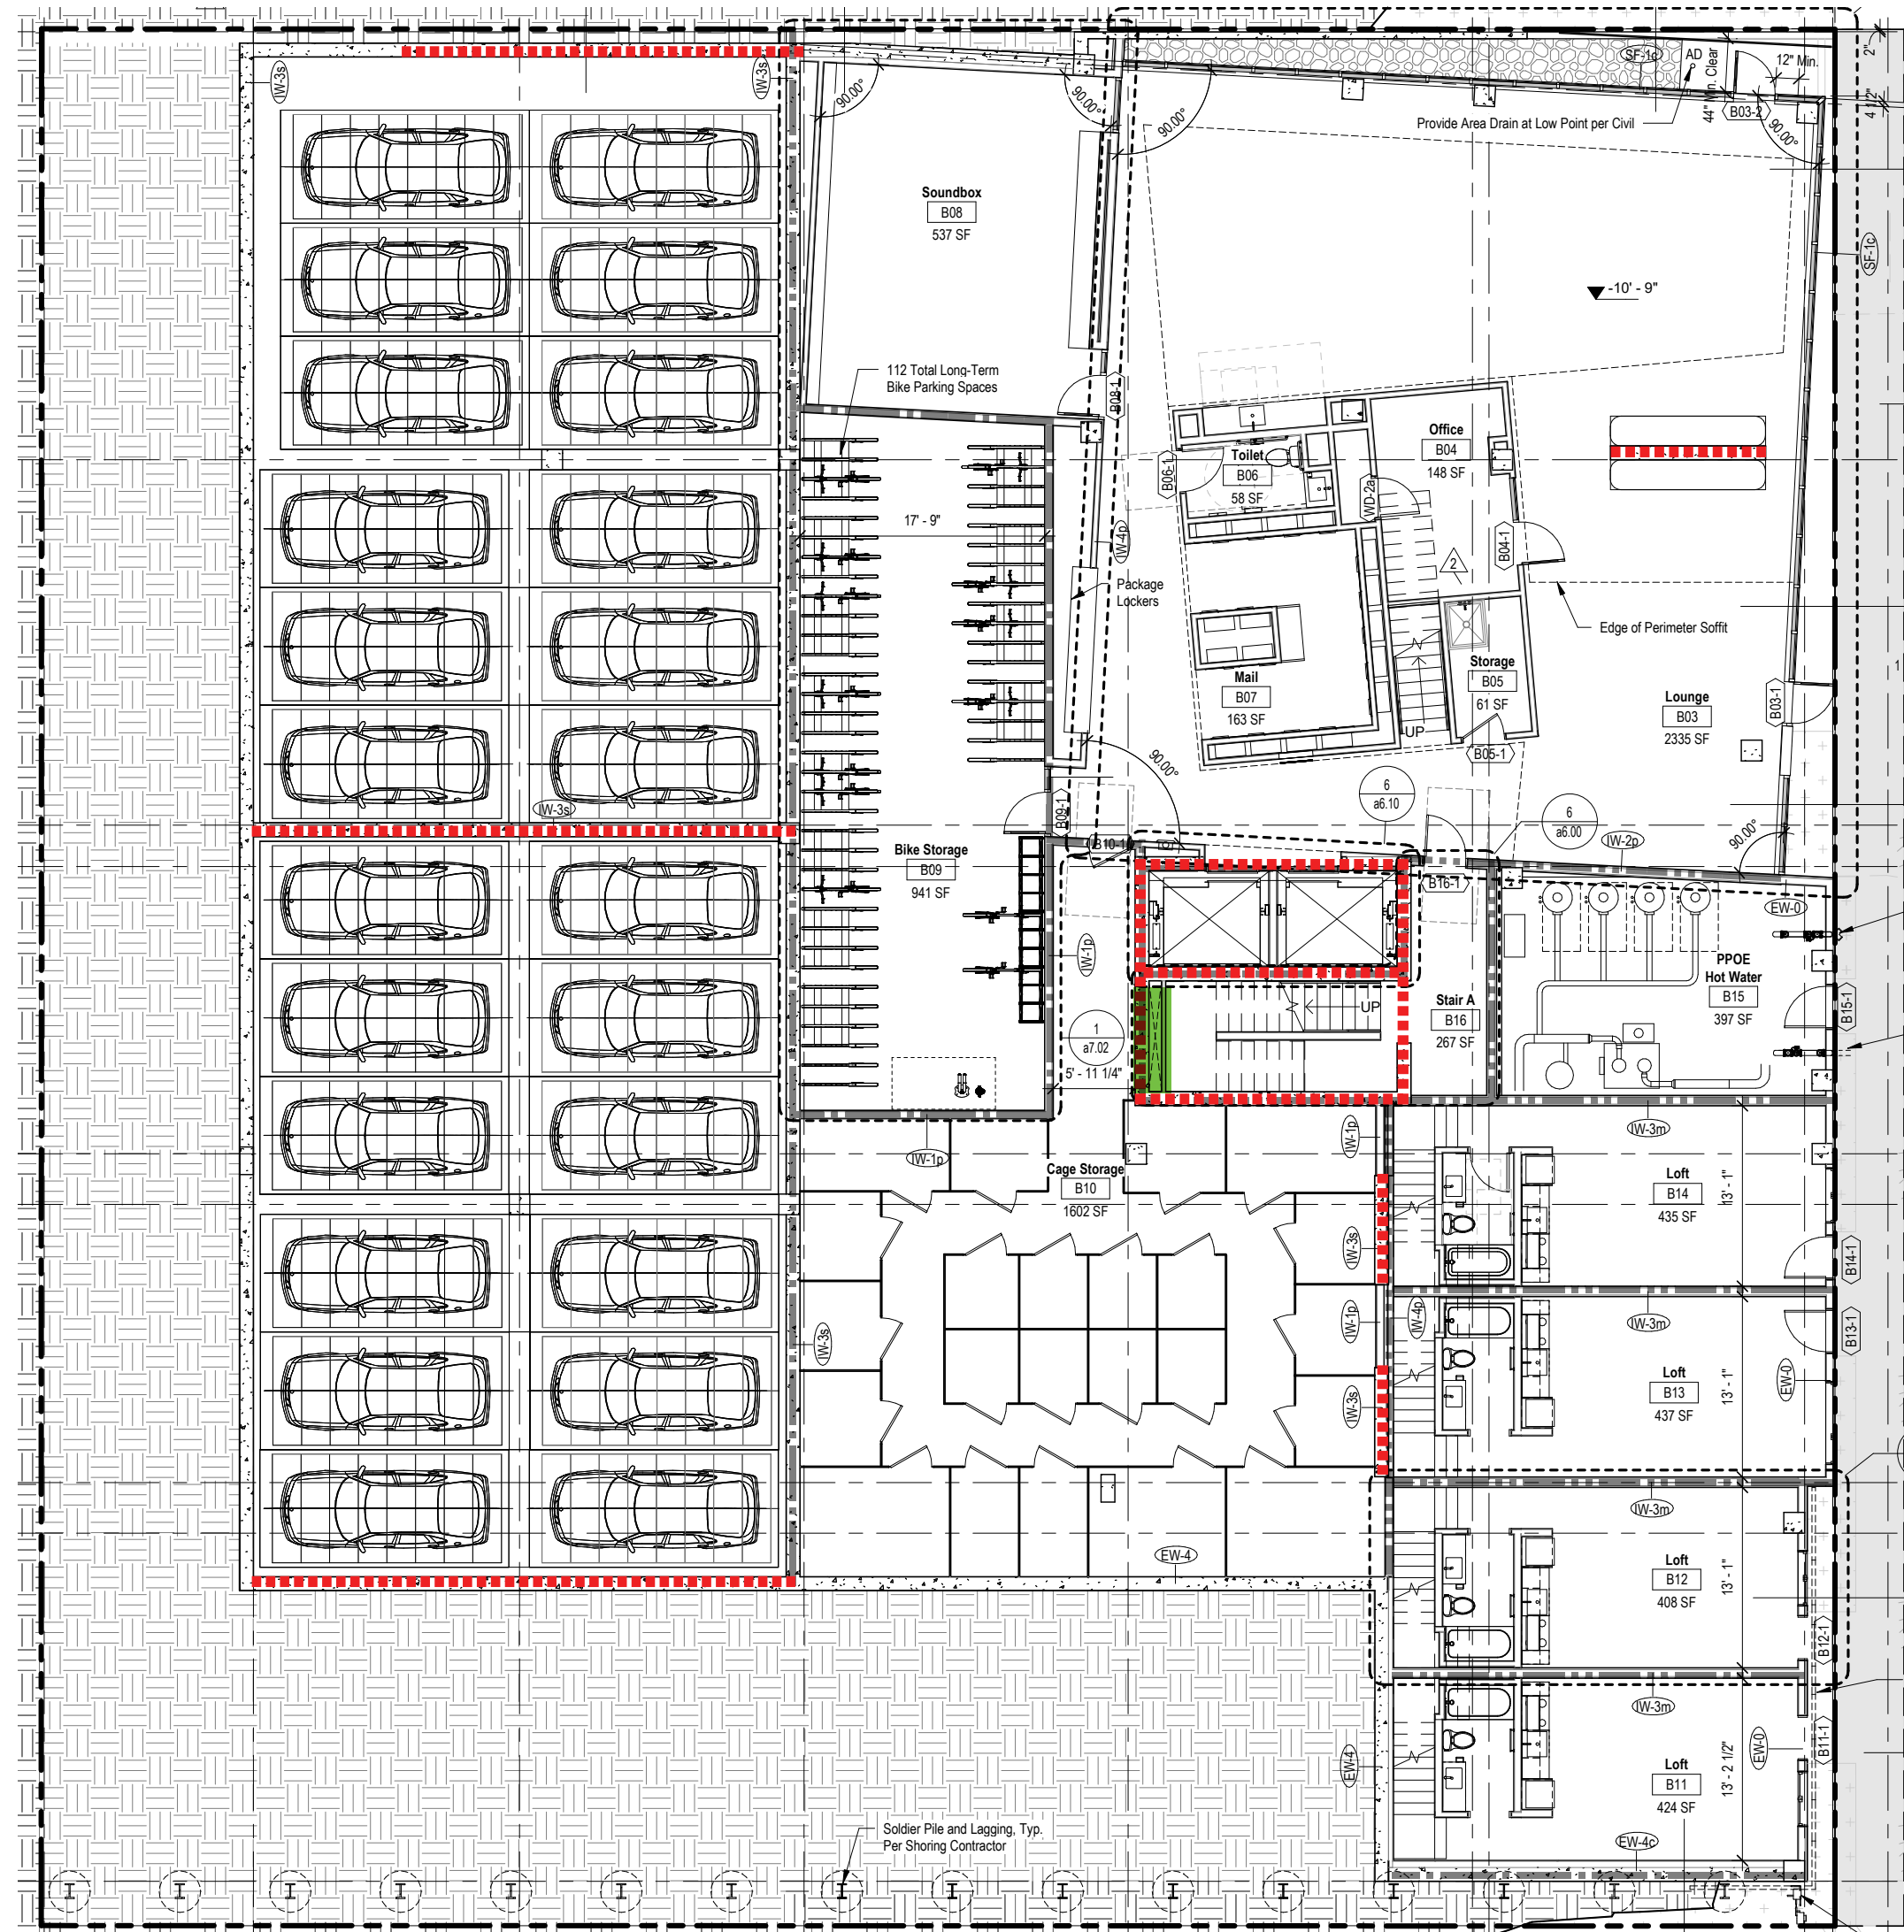 IW-3s
IW-3s
SF-1c
AD
44" Min. Clear
12" Min.
2"
4 1/2"
B03-2
90.00°
90.00°
90.00°
90.00°
Provide Area Drain at Low Point per Civil
Soundbox
B08
537 SF
SF-1c
-10' - 9"
112 Total Long-Term
Bike Parking Spaces
B08-1
Office
B04
148 SF
Toilet
B06
58 SF
B06-1
WD-2a
17' - 9"
IW-4p
B04-1
2
Package
Lockers
Edge of Perimeter Soffit
Storage
B05
61 SF
Mail
B07
163 SF
Lounge
B03
2335 SF
B03-1
1
UP
B05-1
90.00°
6
a6.10
6
a6.00
IW-3s
B09-1
B10-1
IW-2p
90.00°
Bike Storage
B09
941 SF
B16-1
EW-0
IW-1p
PPOE
Hot Water
B15
397 SF
B15-1
UP
Stair A
B16
267 SF
1
a7.02
5' - 11 1/4"
IW-1p
IW-1p
IW-3m
Cage Storage
B10
1602 SF
Loft
B14
435 SF
13' - 1"
IW-3s
B14-1
IW-3s
IW-1p
IW-4p
IW-3m
B13-1
Loft
B13
437 SF
13' - 1"
EW-0
IW-3s
IW-3m
EW-4
Loft
B12
408 SF
13' - 1"
B12-1
IW-3m
EW-4
Loft
B11
424 SF
13' - 2 1/2"
EW-0
B11-1
Soldier Pile and Lagging, Typ.
Per Shoring Contractor
EW-4c